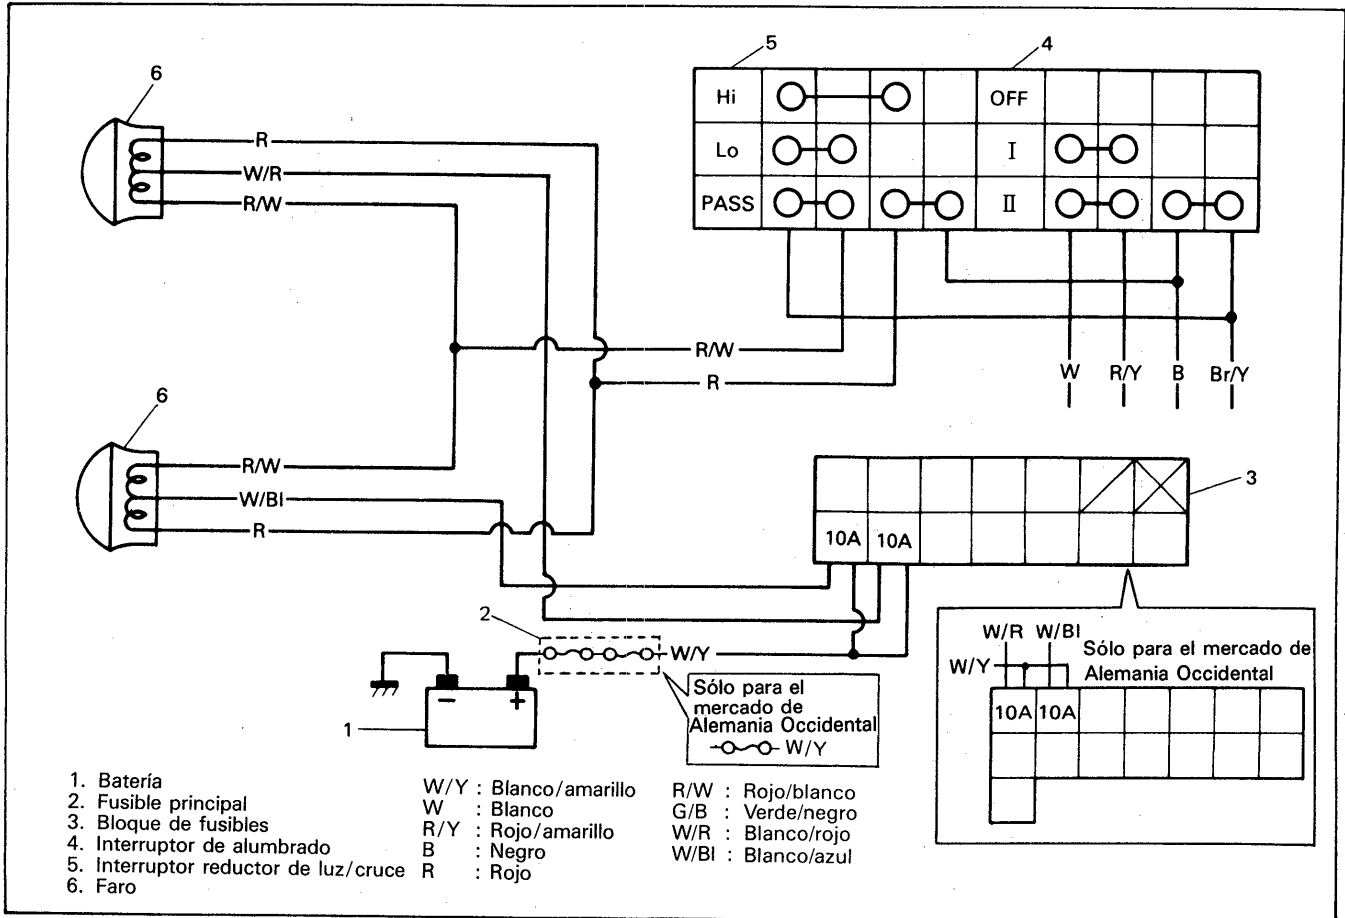 5
4
6
Hi
OFF
R
Lo
I
W/R
R/W
PASS
II
R/W
W
R/Y
B
Br/Y
R
6
R/W
3
W/Bl
R
10A 10A
2
W/R W/Bl
W/Y
Sólo para el mercado de
Alemania Occidental
W/Y
10A 10A
Sólo para el
mercado de
Alemania Occidental
W/Y
- +
1
1. Batería
2. Fusible principal
3. Bloque de fusibles
4. Interruptor de alumbrado
5. Interruptor reductor de luz/cruce
6. Faro
W/Y : Blanco/amarillo
W : Blanco
R/Y : Rojo/amarillo
B : Negro
R : Rojo
R/W : Rojo/blanco
G/B : Verde/negro
W/R : Blanco/rojo
W/Bl : Blanco/azul